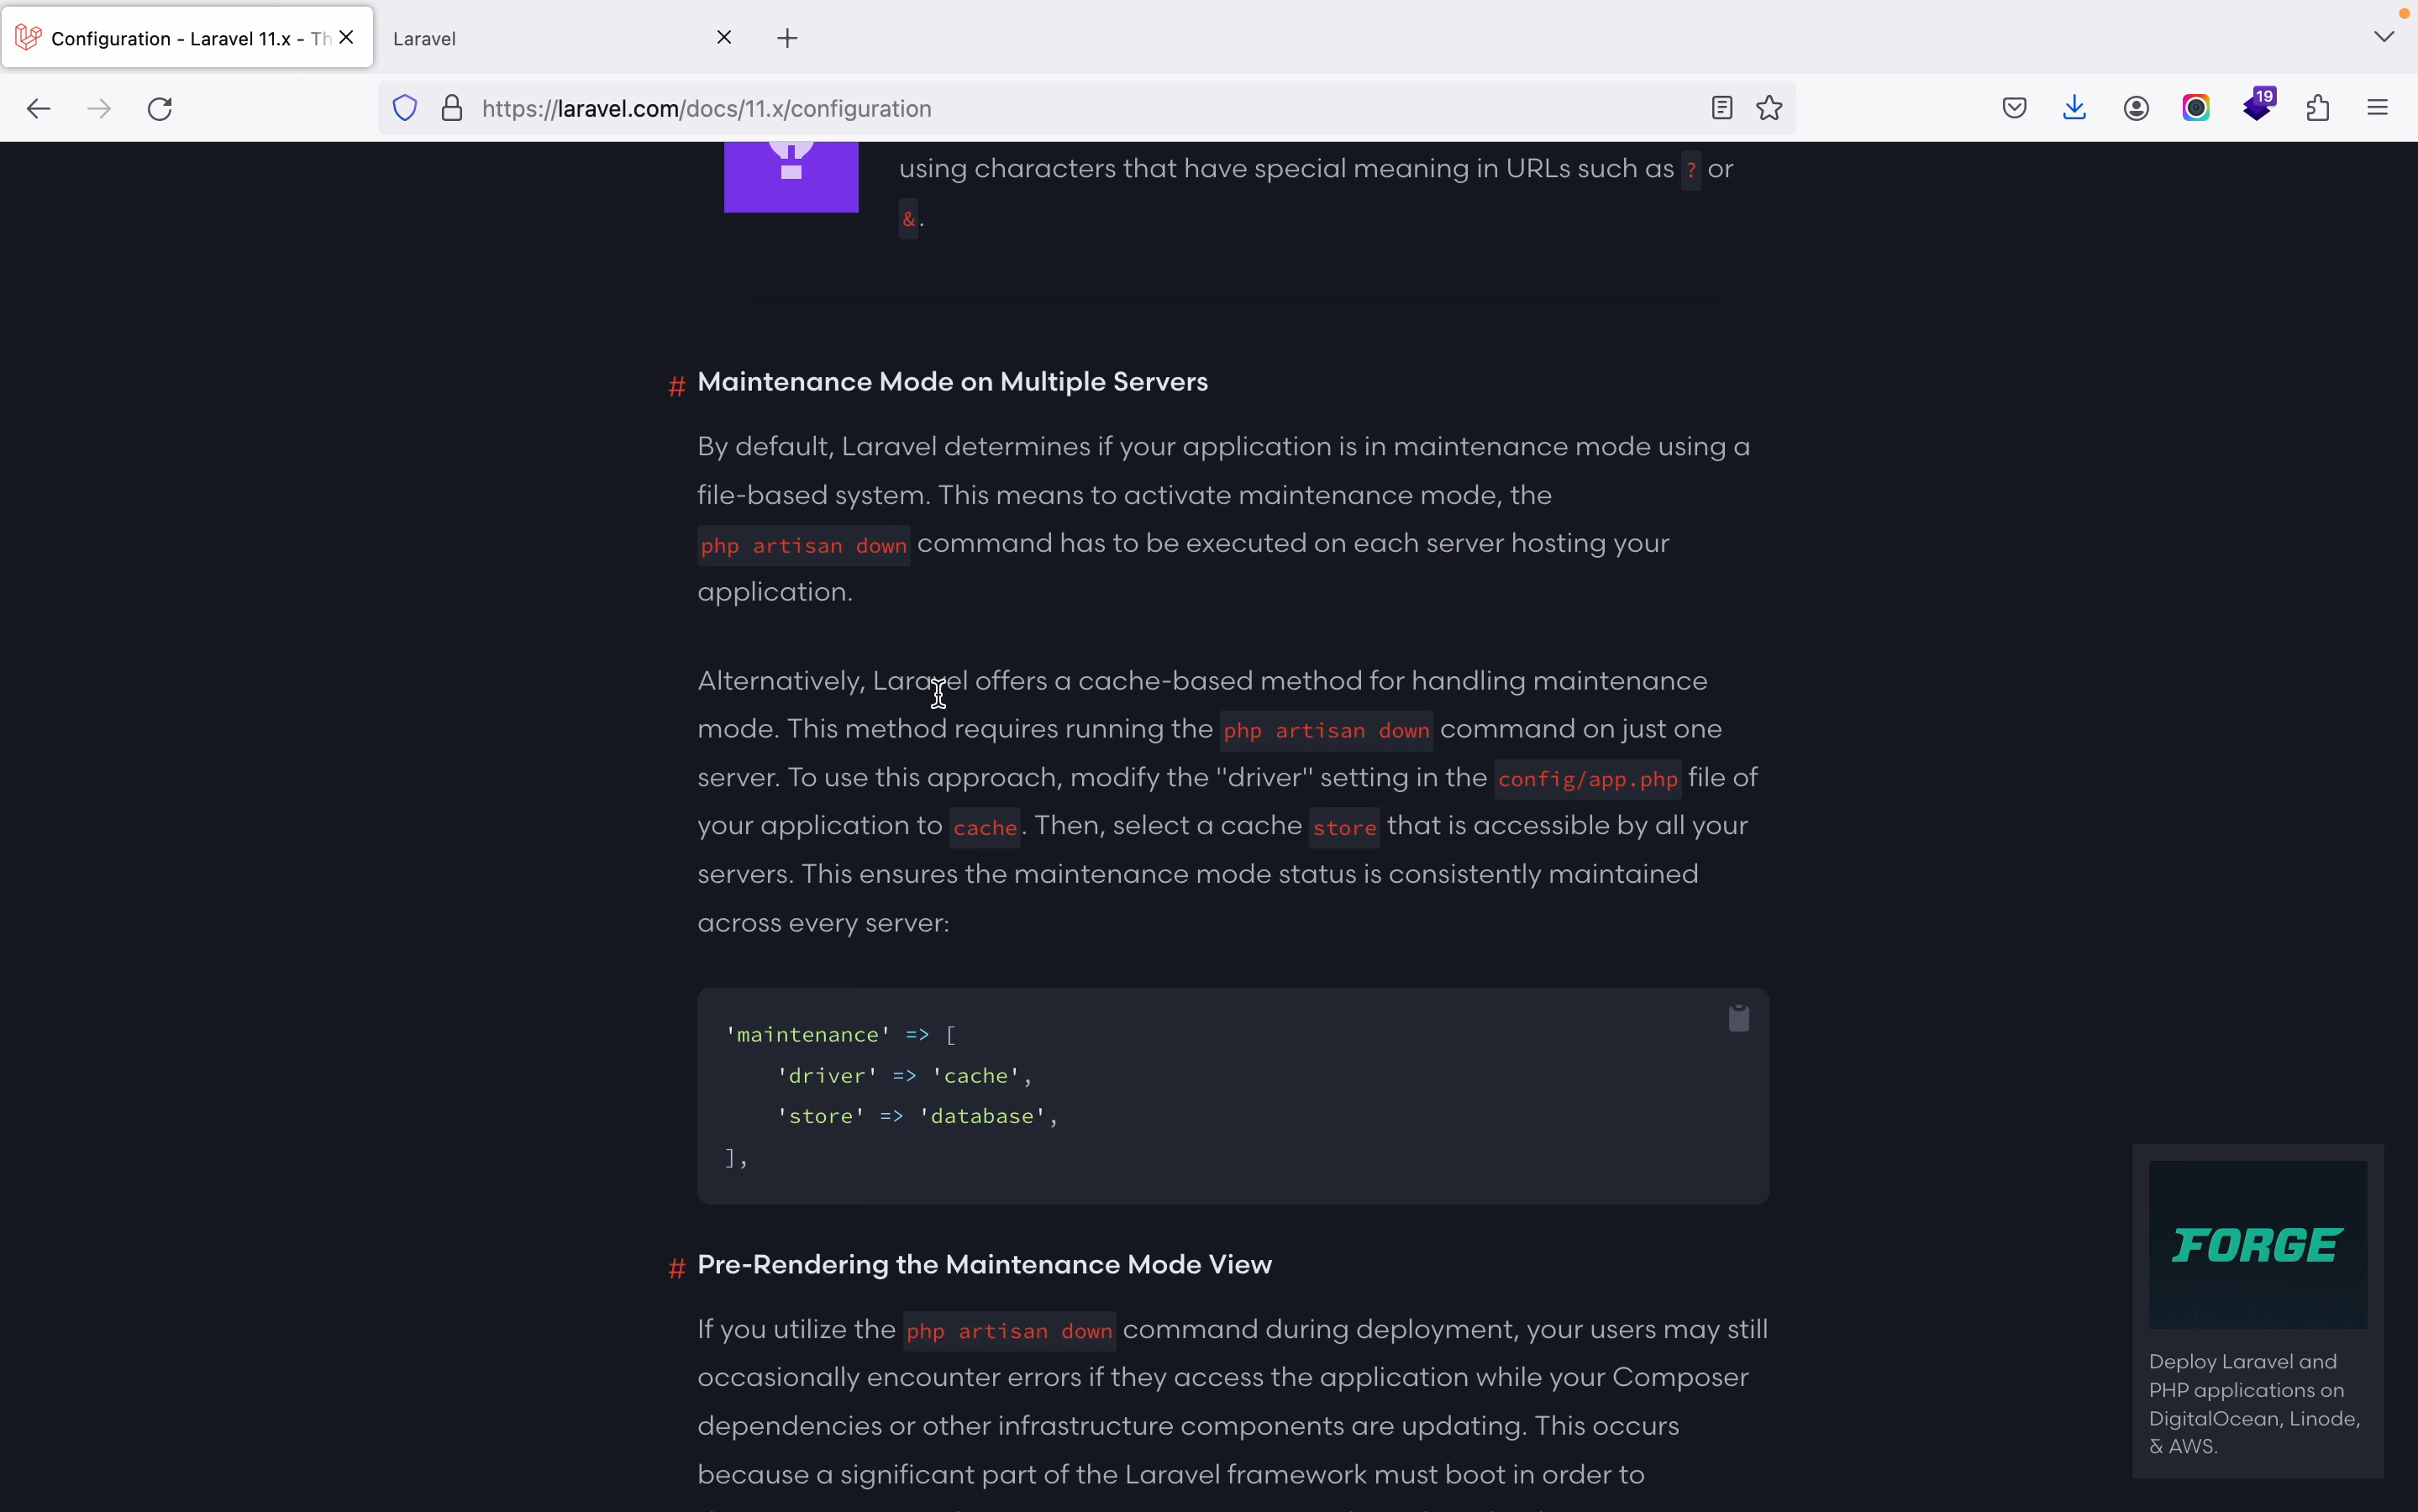 Configuration - Laravel 11.x - Th
Laravel
https://laravel.com/docs/11.x/configuration
19
using characters that have special meaning in URLs such as ? or
&.
# Maintenance Mode on Multiple Servers
By default, Laravel determines if your application is in maintenance mode using a
file-based system. This means to activate maintenance mode, the
php artisan down command has to be executed on each server hosting your
application.
Alternatively, Laravel offers a cache-based method for handling maintenance
mode. This method requires running the php artisan down command on just one
server. To use this approach, modify the "driver" setting in the config/app.php file of
your application to cache. Then, select a cache store that is accessible by all your
servers. This ensures the maintenance mode status is consistently maintained
across every server:
'maintenance' => [
'driver' => 'cache',
'store' => 'database',
],
# Pre-Rendering the Maintenance Mode View
If you utilize the php artisan down command during deployment, your users may still
occasionally encounter errors if they access the application while your Composer
dependencies or other infrastructure components are updating. This occurs
because a significant part of the Laravel framework must boot in order to
FORGE
Deploy Laravel and
PHP applications on
DigitalOcean, Linode,
& AWS.